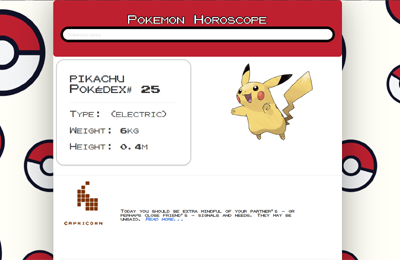 Pokemon Horoscope
PIKACHU
Pokédex# 25
Type: (electric)
Weight: 6kg
Height: 0.4m
Capricorn
Today you should be extra mindful of your partner's - or
perhaps close friend's - signals and needs. They may be
unsaid. Read more...